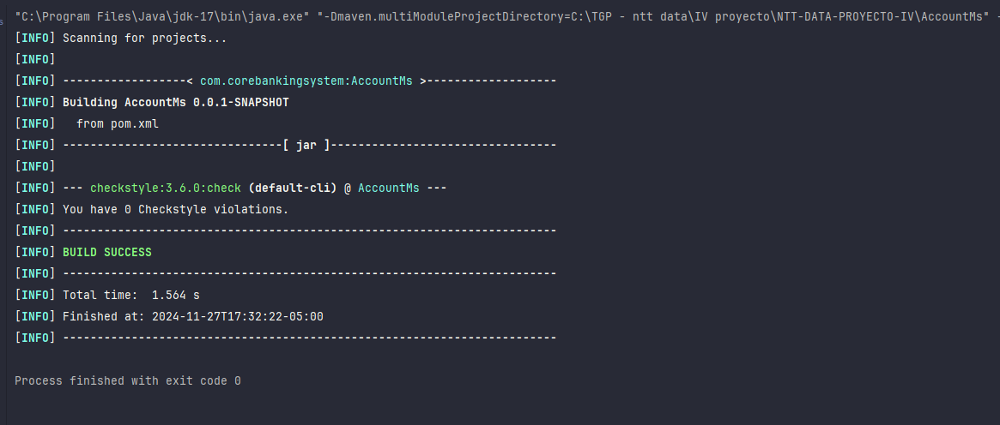 "C:\Program Files\Java\jdk-17\bin\java.exe" "-Dmaven.multiModuleProjectDirectory=C:\TGP - ntt data\IV proyecto\NTT-DATA-PROYECTO-IV\AccountMs" -
[INFO] Scanning for projects...
[INFO]
[INFO] ------------------< com.corebankingsystem:AccountMs >-------------------
[INFO] Building AccountMs 0.0.1-SNAPSHOT
[INFO]   from pom.xml
[INFO] --------------------------------[ jar ]---------------------------------
[INFO]
[INFO] --- checkstyle:3.6.0:check (default-cli) @ AccountMs ---
[INFO] You have 0 Checkstyle violations.
[INFO] ------------------------------------------------------------------------
[INFO] BUILD SUCCESS
[INFO] ------------------------------------------------------------------------
[INFO] Total time:  1.564 s
[INFO] Finished at: 2024-11-27T17:32:22-05:00
[INFO] ------------------------------------------------------------------------
Process finished with exit code 0